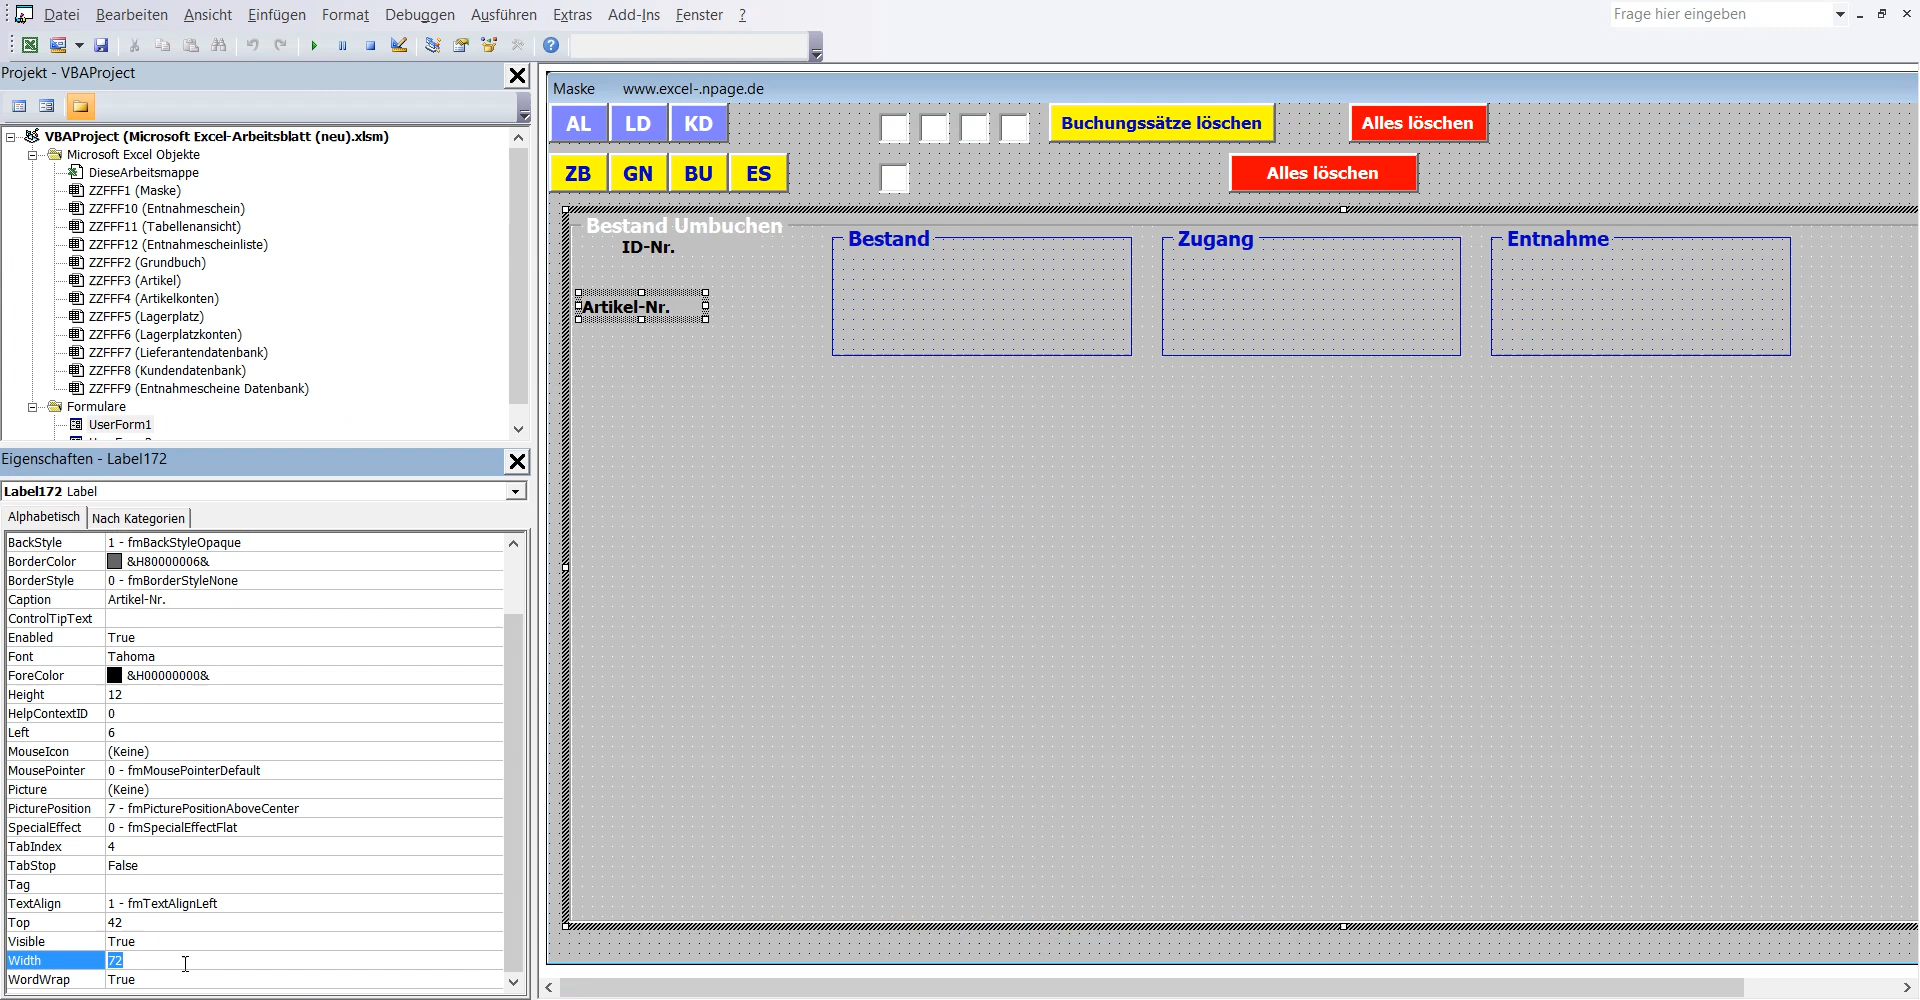 Datei Bearbeiten Ansicht Einfügen Format Debuggen Ausführen Extras Add-Ins Fenster ? Frage hier eingeben
Projekt - VBAProject
VBAProject (Microsoft Excel-Arbeitsblatt (neu).xlsm)
Microsoft Excel Objekte
DieseArbeitsmappe
ZZFFF1 (Maske)
ZZFFF10 (Entnahmeschein)
ZZFFF11 (Tabellenansicht)
ZZFFF12 (Entnahmescheinliste)
ZZFFF2 (Grundbuch)
ZZFFF3 (Artikel)
ZZFFF4 (Artikelkonten)
ZZFFF5 (Lagerplatz)
ZZFFF6 (Lagerplatzkonten)
ZZFFF7 (Lieferantendatenbank)
ZZFFF8 (Kundendatenbank)
ZZFFF9 (Entnahmescheine Datenbank)
Formulare
UserForm1
Eigenschaften - Label172
Label172 Label
Alphabetisch Nach Kategorien
BackStyle 1 - fmBackStyleOpaque
BorderColor &H80000006&
BorderStyle 0 - fmBorderStyleNone
Caption Artikel-Nr.
ControlTipText
Enabled True
Font Tahoma
ForeColor &H00000000&
Height 12
HelpContextID 0
Left 6
MouseIcon (Keine)
MousePointer 0 - fmMousePointerDefault
Picture (Keine)
PicturePosition 7 - fmPicturePositionAboveCenter
SpecialEffect 0 - fmSpecialEffectFlat
TabIndex 4
TabStop False
Tag
TextAlign 1 - fmTextAlignLeft
Top 42
Visible True
Width 72
WordWrap True
Maske www.excel-.npage.de
AL LD KD Buchungssätze löschen Alles löschen
ZB GN BU ES Alles löschen
Bestand Umbuchen
ID-Nr. Bestand Zugang Entnahme
Artikel-Nr.